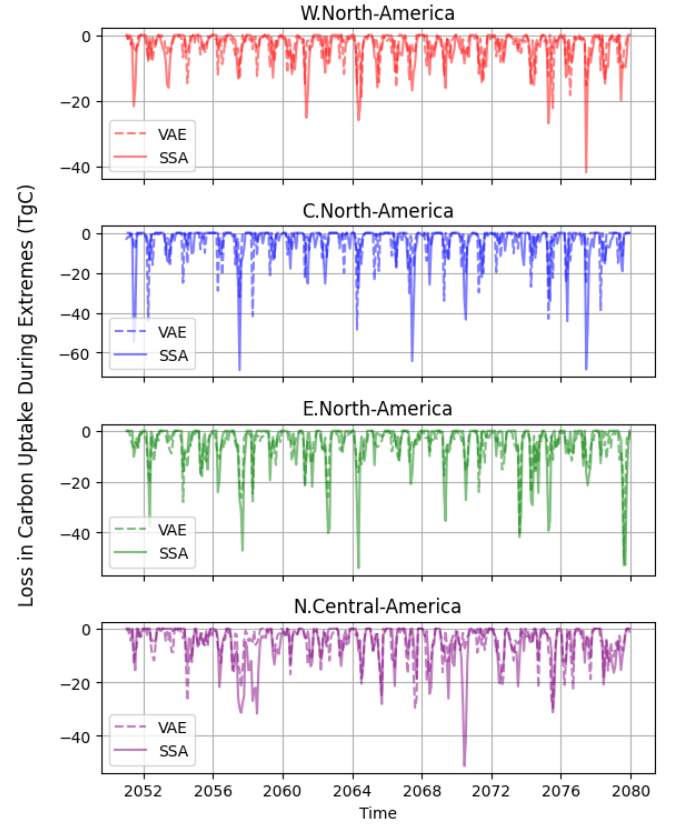 W.North-America
0
−20
−40
VAE
SSA
C.North-America
0
−20
−40
−60
VAE
SSA
E.North-America
0
−20
−40
VAE
SSA
N.Central-America
0
−20
−40
VAE
SSA
2052 2056 2060 2064 2068 2072 2076 2080
Time
Loss in Carbon Uptake During Extremes (TgC)